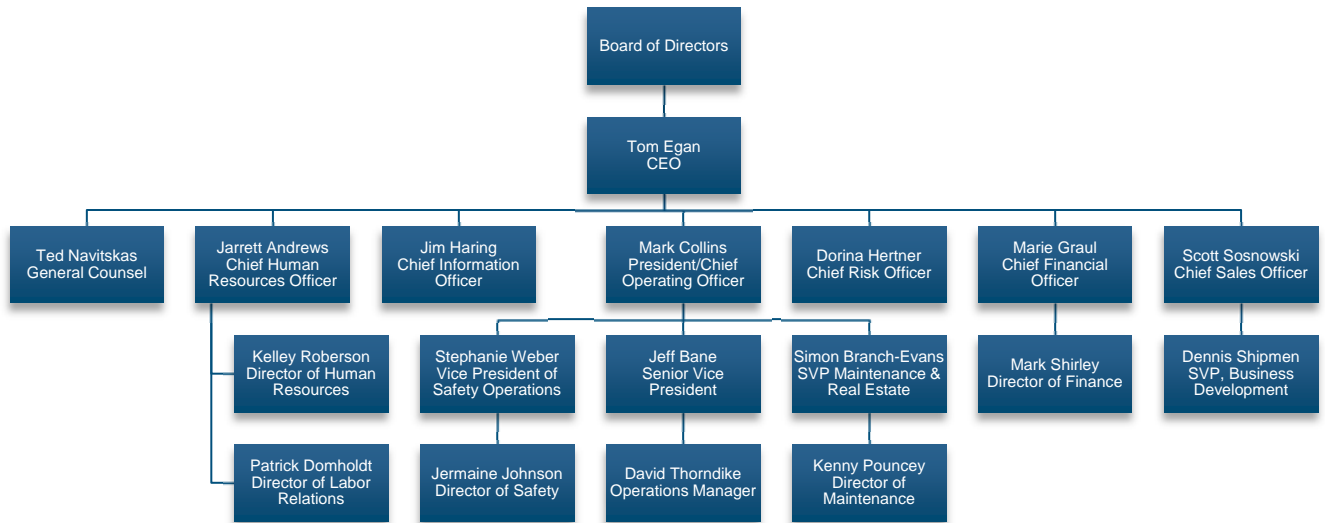 Board of Directors
Tom Egan
CEO
Ted Navitskas
General Counsel
Jarrett Andrews
Chief Human
Resources Officer
Jim Haring
Chief Information
Officer
Mark Collins
President/Chief
Operating Officer
Dorina Hertner
Chief Risk Officer
Marie Graul
Chief Financial
Officer
Scott Sosnowski
Chief Sales Officer
Kelley Roberson
Director of Human
Resources
Stephanie Weber
Vice President of
Safety Operations
Jeff Bane
Senior Vice
President
Simon Branch-Evans
SVP Maintenance &
Real Estate
Mark Shirley
Director of Finance
Dennis Shipmen
SVP, Business
Development
Patrick Domholdt
Director of Labor
Relations
Jermaine Johnson
Director of Safety
David Thorndike
Operations Manager
Kenny Pouncey
Director of
Maintenance